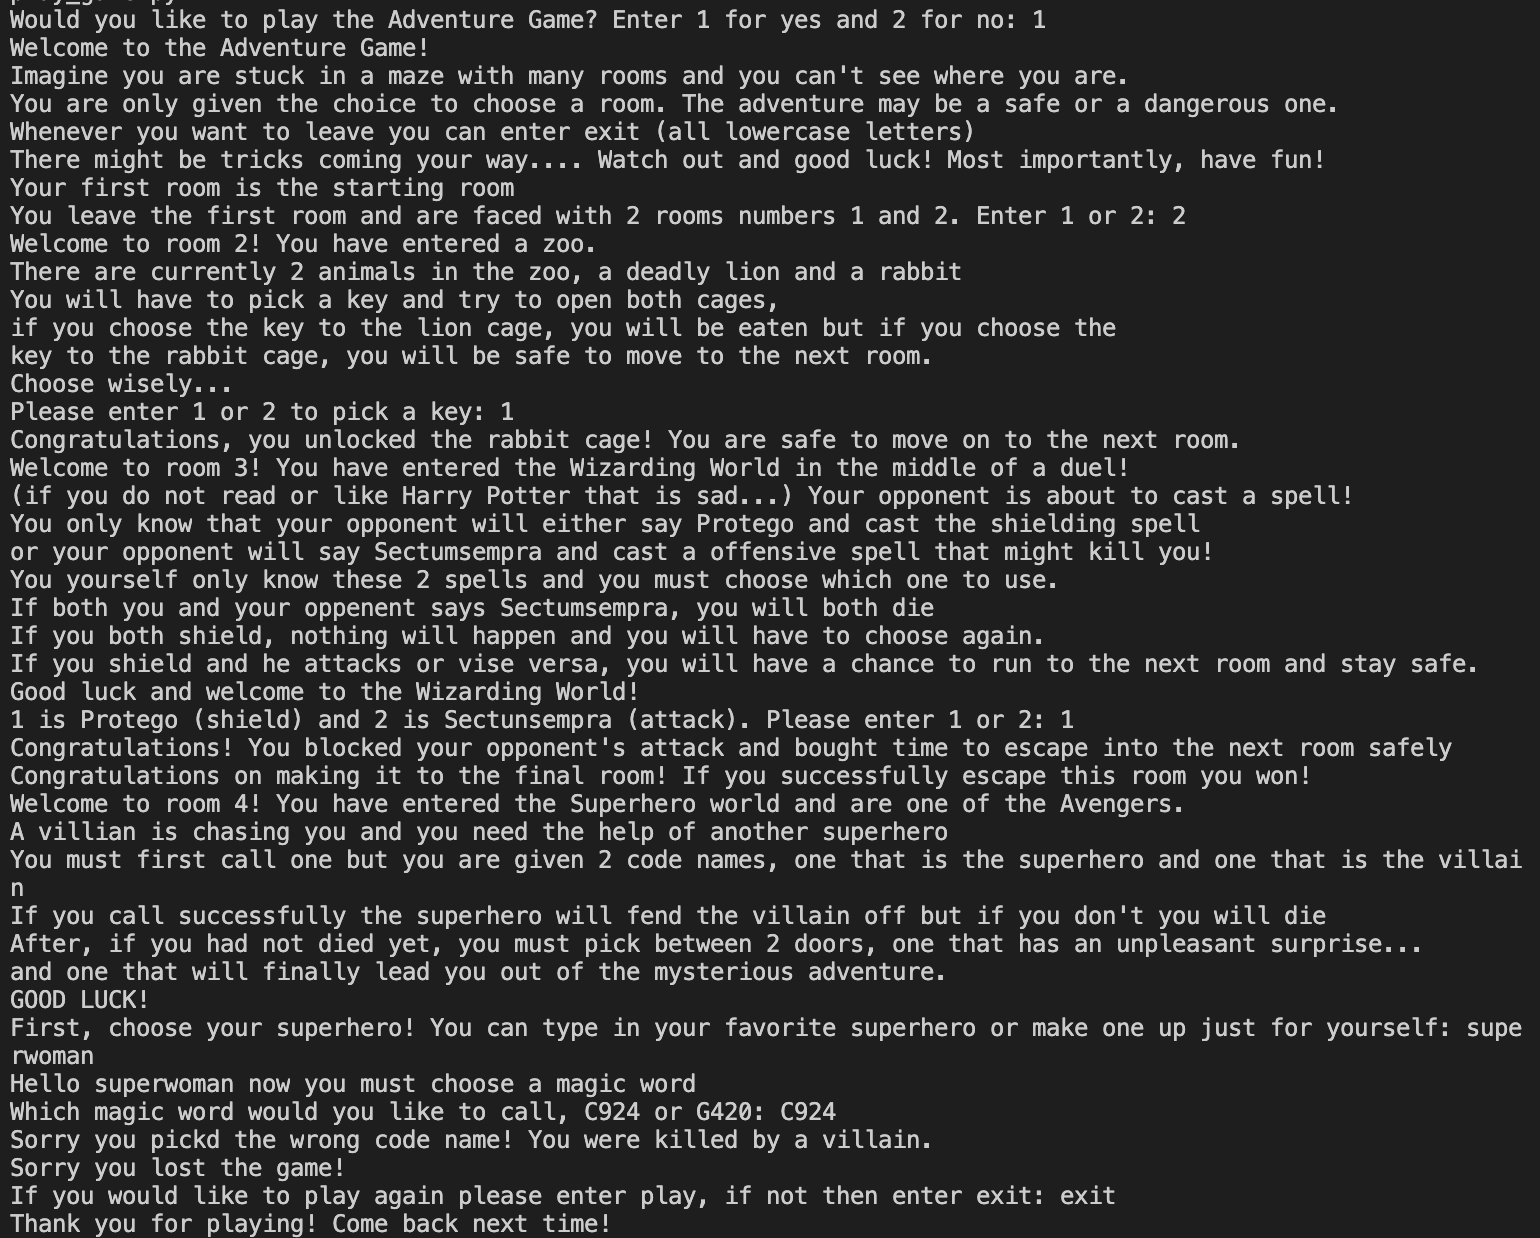 Would you like to play the Adventure Game? Enter 1 for yes and 2 for no: 1
Welcome to the Adventure Game!
Imagine you are stuck in a maze with many rooms and you can't see where you are.
You are only given the choice to choose a room. The adventure may be a safe or a dangerous one.
Whenever you want to leave you can enter exit (all lowercase letters)
There might be tricks coming your way.... Watch out and good luck! Most importantly, have fun!
Your first room is the starting room
You leave the first room and are faced with 2 rooms numbers 1 and 2. Enter 1 or 2: 2
Welcome to room 2! You have entered a zoo.
There are currently 2 animals in the zoo, a deadly lion and a rabbit
You will have to pick a key and try to open both cages,
if you choose the key to the lion cage, you will be eaten but if you choose the
key to the rabbit cage, you will be safe to move to the next room.
Choose wisely...
Please enter 1 or 2 to pick a key: 1
Congratulations, you unlocked the rabbit cage! You are safe to move on to the next room.
Welcome to room 3! You have entered the Wizarding World in the middle of a duel!
(if you do not read or like Harry Potter that is sad...) Your opponent is about to cast a spell!
You only know that your opponent will either say Protego and cast the shielding spell
or your opponent will say Sectumsempra and cast a offensive spell that might kill you!
You yourself only know these 2 spells and you must choose which one to use.
If both you and your oppenent says Sectumsempra, you will both die
If you both shield, nothing will happen and you will have to choose again.
If you shield and he attacks or vise versa, you will have a chance to run to the next room and stay safe.
Good luck and welcome to the Wizarding World!
1 is Protego (shield) and 2 is Sectunsempra (attack). Please enter 1 or 2: 1
Congratulations! You blocked your opponent's attack and bought time to escape into the next room safely
Congratulations on making it to the final room! If you successfully escape this room you won!
Welcome to room 4! You have entered the Superhero world and are one of the Avengers.
A villian is chasing you and you need the help of another superhero
You must first call one but you are given 2 code names, one that is the superhero and one that is the villai
n
If you call successfully the superhero will fend the villain off but if you don't you will die
After, if you had not died yet, you must pick between 2 doors, one that has an unpleasant surprise...
and one that will finally lead you out of the mysterious adventure.
GOOD LUCK!
First, choose your superhero! You can type in your favorite superhero or make one up just for yourself: supe
rwoman
Hello superwoman now you must choose a magic word
Which magic word would you like to call, C924 or G420: C924
Sorry you pickd the wrong code name! You were killed by a villain.
Sorry you lost the game!
If you would like to play again please enter play, if not then enter exit: exit
Thank you for playing! Come back next time!